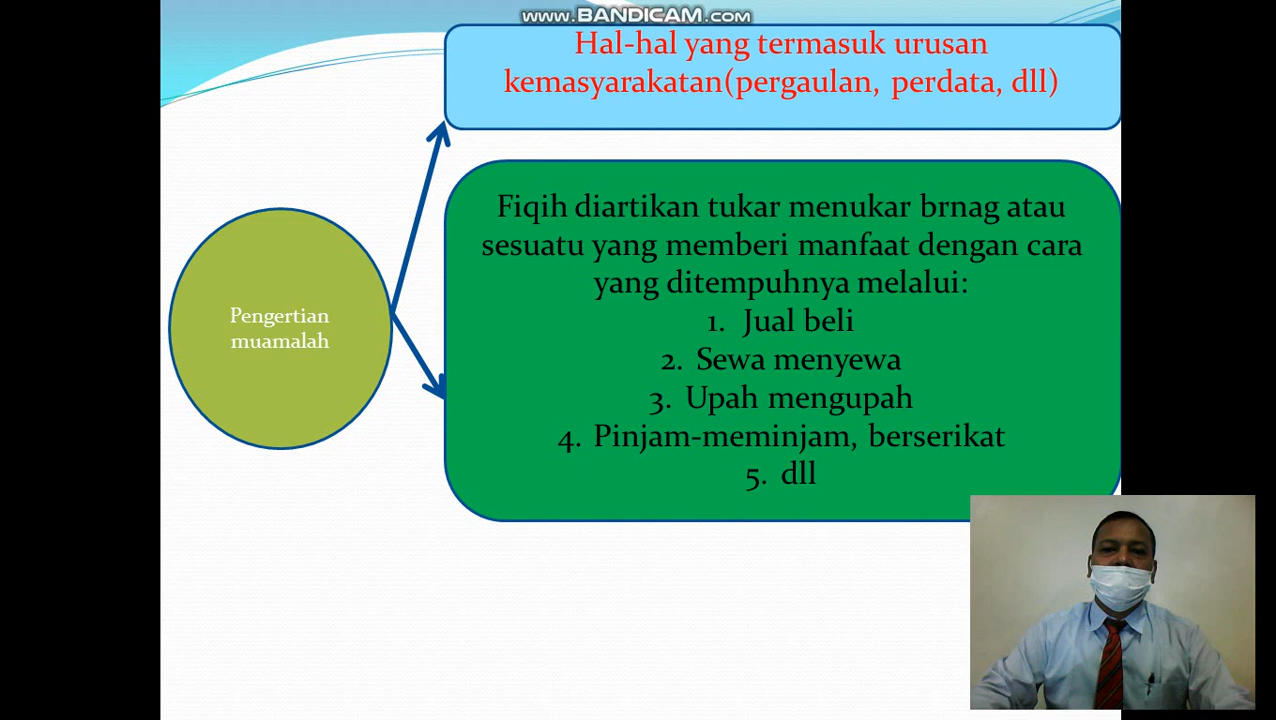 www.BANDICAM.com
Hal-hal yang termasuk urusan
kemasyarakatan(pergaulan, perdata, dll)
Fiqih diartikan tukar menukar brnag atau
sesuatu yang memberi manfaat dengan cara
yang ditempuhnya melalui:
1. Jual beli
2. Sewa menyewa
3. Upah mengupah
4. Pinjam-meminjam, berserikat
5. dll
Pengertian
muamalah